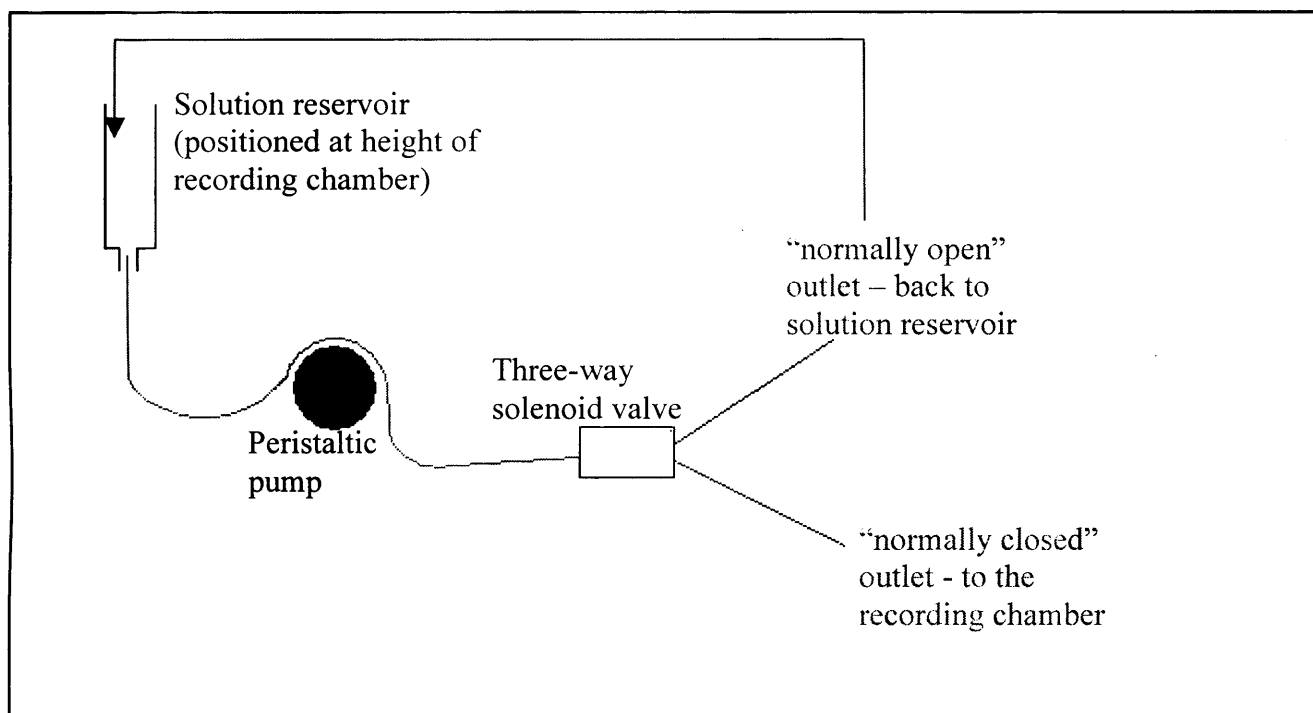 Solution reservoir
(positioned at height of
recording chamber)
"normally open"
outlet – back to
solution reservoir
Three-way
solenoid valve
Peristaltic
pump
"normally closed"
outlet - to the
recording chamber